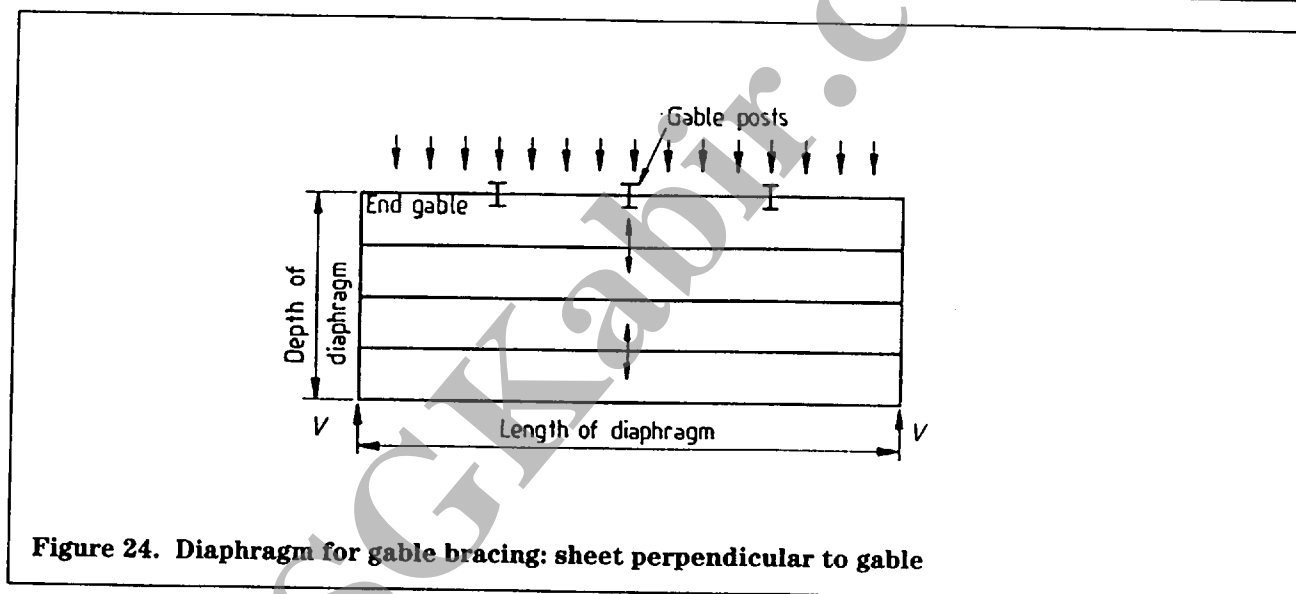 Gable posts
End gable
Depth of
diaphragm
V
Length of diaphragm
V
Figure 24. Diaphragm for gable bracing: sheet perpendicular to gable
SGKabir.c